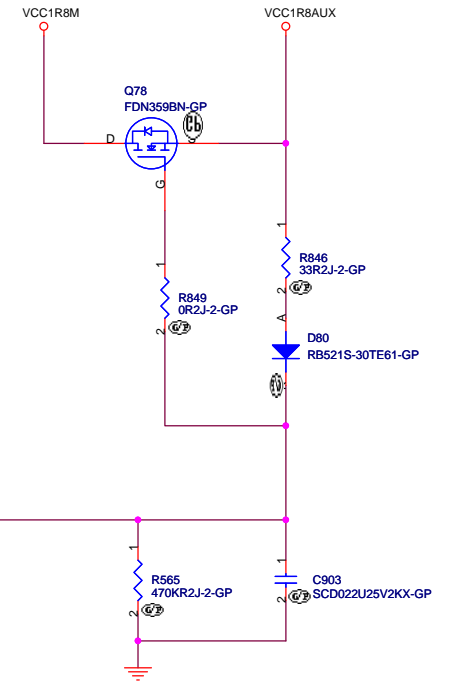 VCC1R8M
VCC1R8AUX
Q78
FDN359BN-GP
D
S
G
1
R846
33R2J-2-GP
2
G/P
1
R849
0R2J-2-GP
2
G/P
A
D80
RB521S-30TE61-GP
1
R565
470KR2J-2-GP
2
G/P
1
C903
SCD022U25V2KX-GP
2
G/P